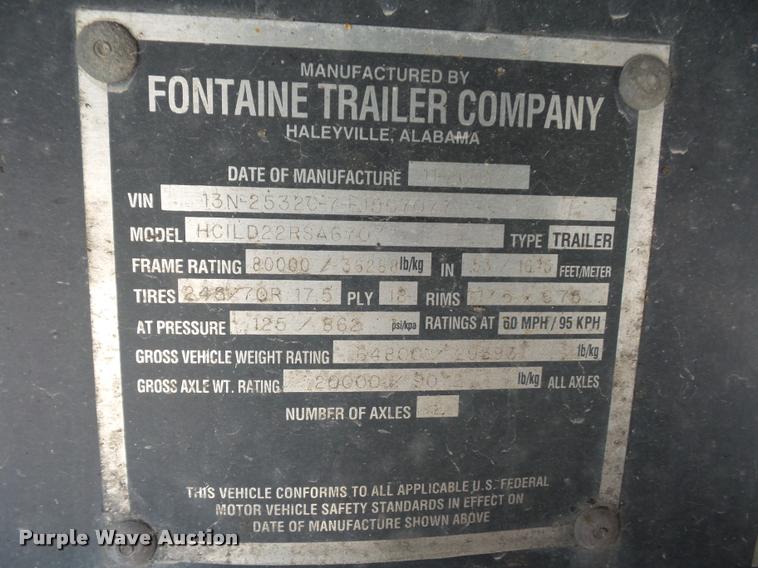 MANUFACTURED BY
FONTAINE TRAILER COMPANY
HALEYVILLE, ALABAMA
DATE OF MANUFACTURE
VIN
MODEL TYPE TRAILER
FRAME RATING 80000 / lb/kg IN FEET/METER
TIRES 17.5 PLY 18 RIMS
AT PRESSURE 125 / 862 psi/kpa RATINGS AT 60 MPH / 95 KPH
GROSS VEHICLE WEIGHT RATING lb/kg
GROSS AXLE WT. RATING 20000 / lb/kg ALL AXLES
NUMBER OF AXLES
THIS VEHICLE CONFORMS TO ALL APPLICABLE U.S. FEDERAL
MOTOR VEHICLE SAFETY STANDARDS IN EFFECT ON
DATE OF MANUFACTURE SHOWN ABOVE
Purple Wave Auction